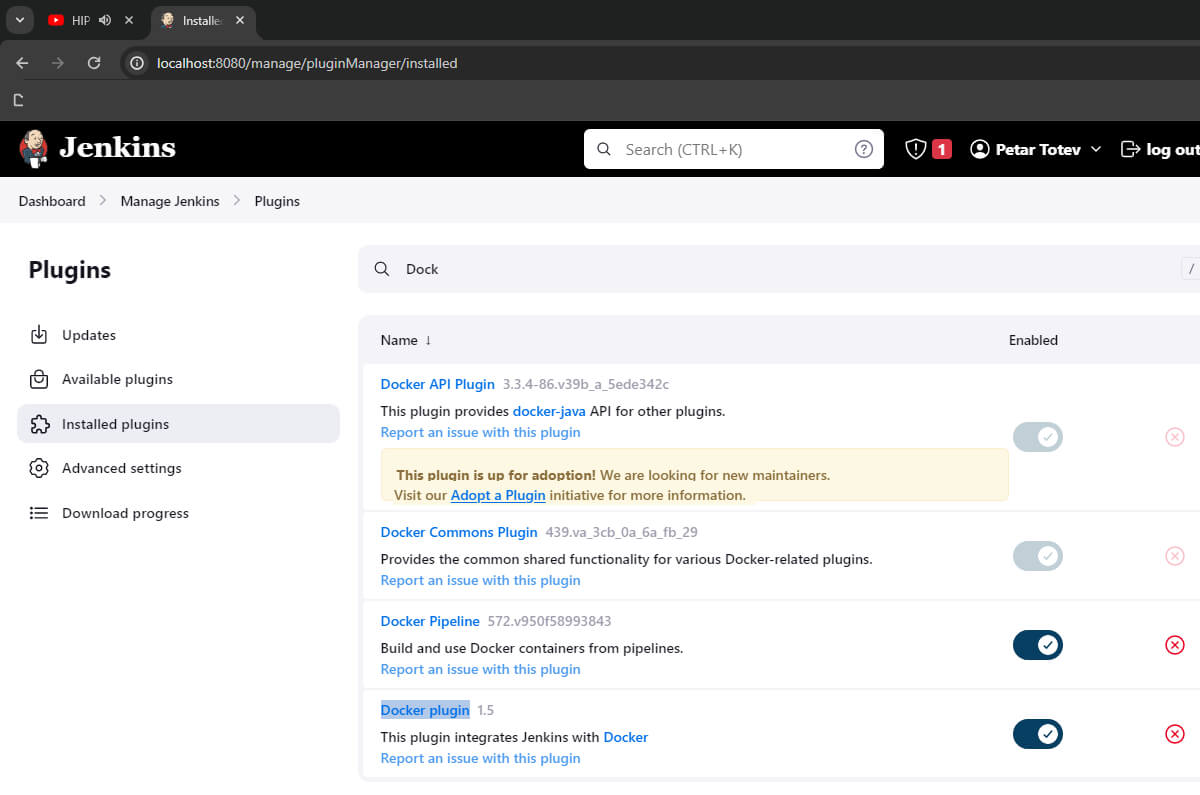 HIP
Installe
localhost:8080/manage/pluginManager/installed
Jenkins
Search (CTRL+K)
?
1
Petar Totev
log out
Dashboard
Manage Jenkins
Plugins
Plugins
Dock
/
Updates
Available plugins
Installed plugins
Advanced settings
Download progress
Name ↓
Enabled
Docker API Plugin 3.3.4-86.v39b_a_5ede342c
This plugin provides docker-java API for other plugins.
Report an issue with this plugin
This plugin is up for adoption! We are looking for new maintainers.
Visit our Adopt a Plugin initiative for more information.
Docker Commons Plugin 439.va_3cb_0a_6a_fb_29
Provides the common shared functionality for various Docker-related plugins.
Report an issue with this plugin
Docker Pipeline 572.v950f58993843
Build and use Docker containers from pipelines.
Report an issue with this plugin
Docker plugin 1.5
This plugin integrates Jenkins with Docker
Report an issue with this plugin